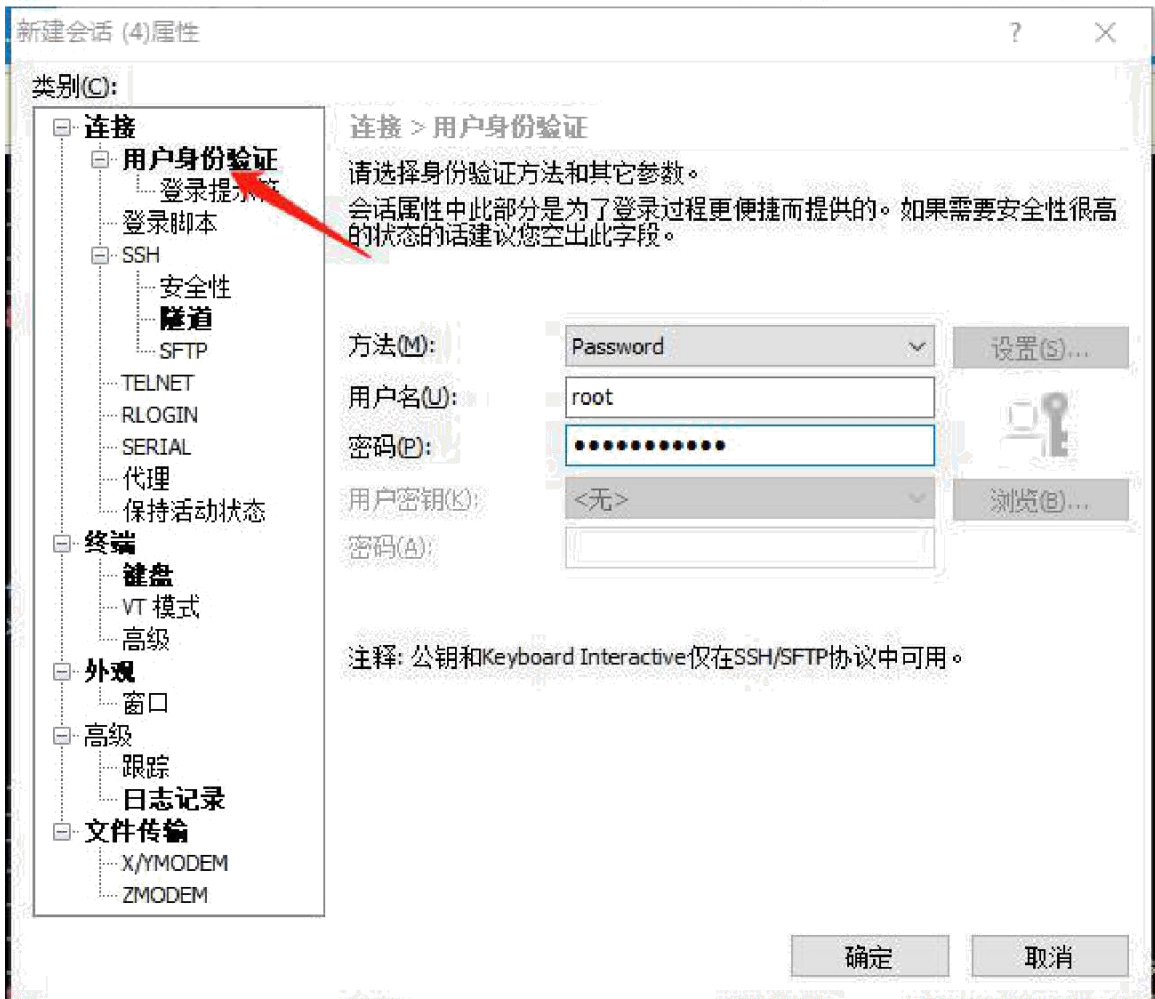 新建会话 (4)属性
?
类别(C):
连接
用户身份验证
登录提示符
登录脚本
SSH
安全性
隧道
SFTP
TELNET
RLOGIN
SERIAL
代理
保持活动状态
终端
键盘
VT 模式
高级
外观
窗口
高级
跟踪
日志记录
文件传输
X/YMODEM
ZMODEM
连接 > 用户身份验证
请选择身份验证方法和其它参数。
会话属性中此部分是为了登录过程更便捷而提供的。如果需要安全性很高
的状态的话建议您空出此字段。
方法(M):
Password
设置(S)...
用户名(U):
root
密码(P):
●●●●●●●●●●●
用户密钥(K):
<无>
浏览(B)...
密码(A):
注释: 公钥和Keyboard Interactive仅在SSH/SFTP协议中可用。
确定
取消